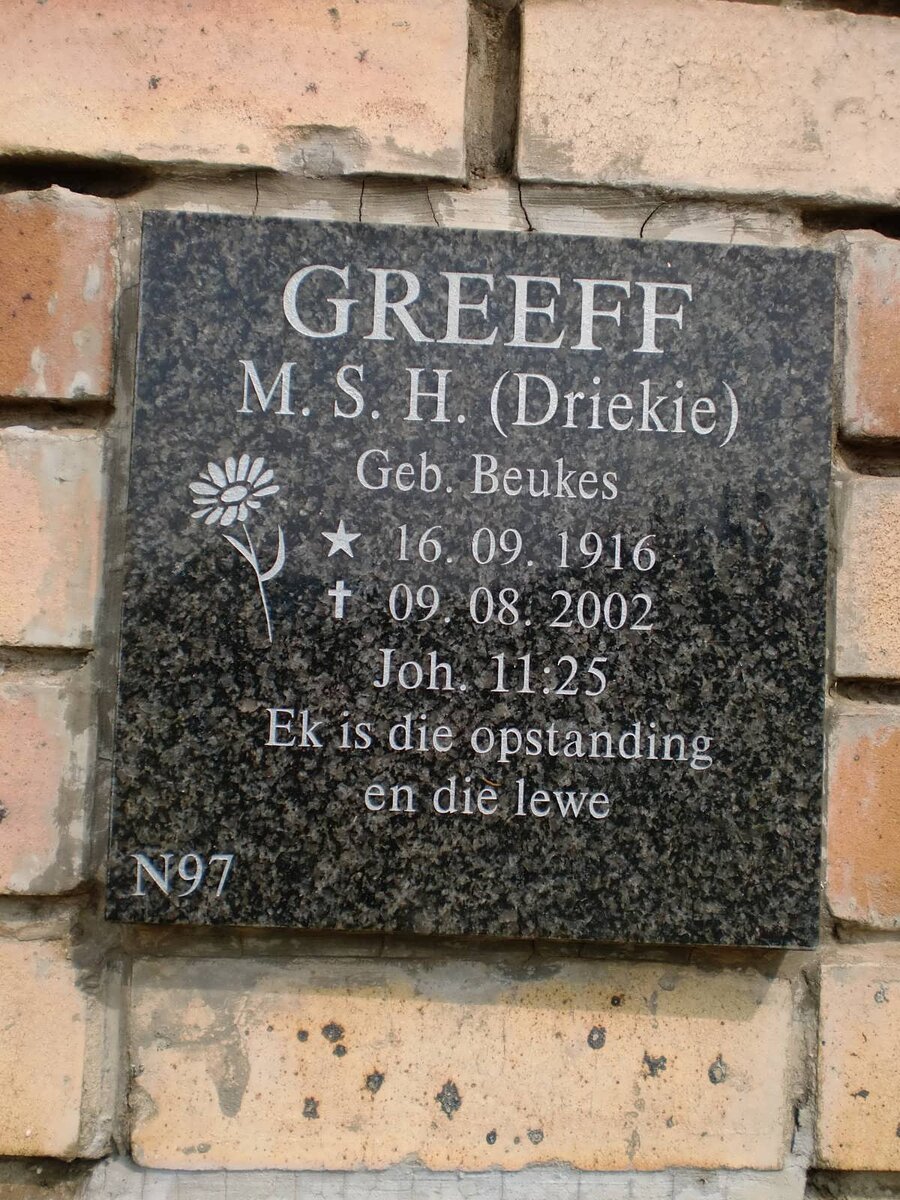 GREEFF
M. S. H. (Driekie)
Geb. Beukes
★ 16. 09. 1916
✝ 09. 08. 2002
Joh. 11:25
Ek is die opstanding
en die lewe
N97